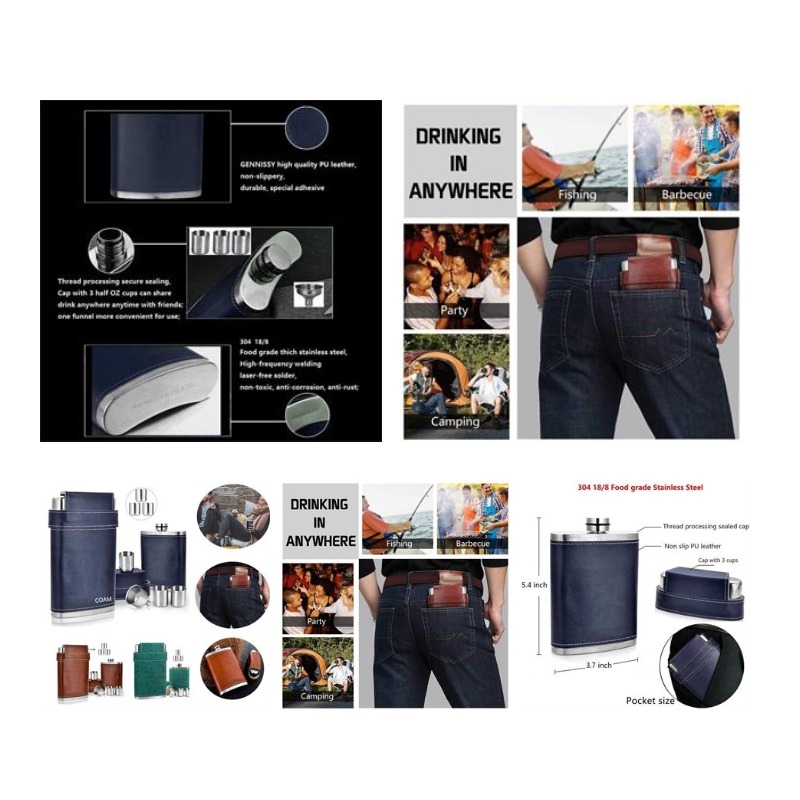 GENNISSY high quality PU leather,
non-slippery,
durable, special adhesive
Thread processing secure sealing,
Cap with 3 half OZ cups can share
drink anywhere anytime with friends;
one funnel more convenient for use;
304 18/8
Food grade thich stainless steel,
High-frequency welding
laser-free solder,
non-toxic, anti-corrosion, anti-rust;
DRINKING
IN
ANYWHERE
Fishing
Barbecue
Party
Camping
COAM
DRINKING
IN
ANYWHERE
Fishing
Barbecue
Party
Camping
304 18/8 Food grade Stainless Steel
Thread processing sealed cap
Non slip PU leather
Cap with 3 cups
5.4 inch
3.7 inch
Pocket size